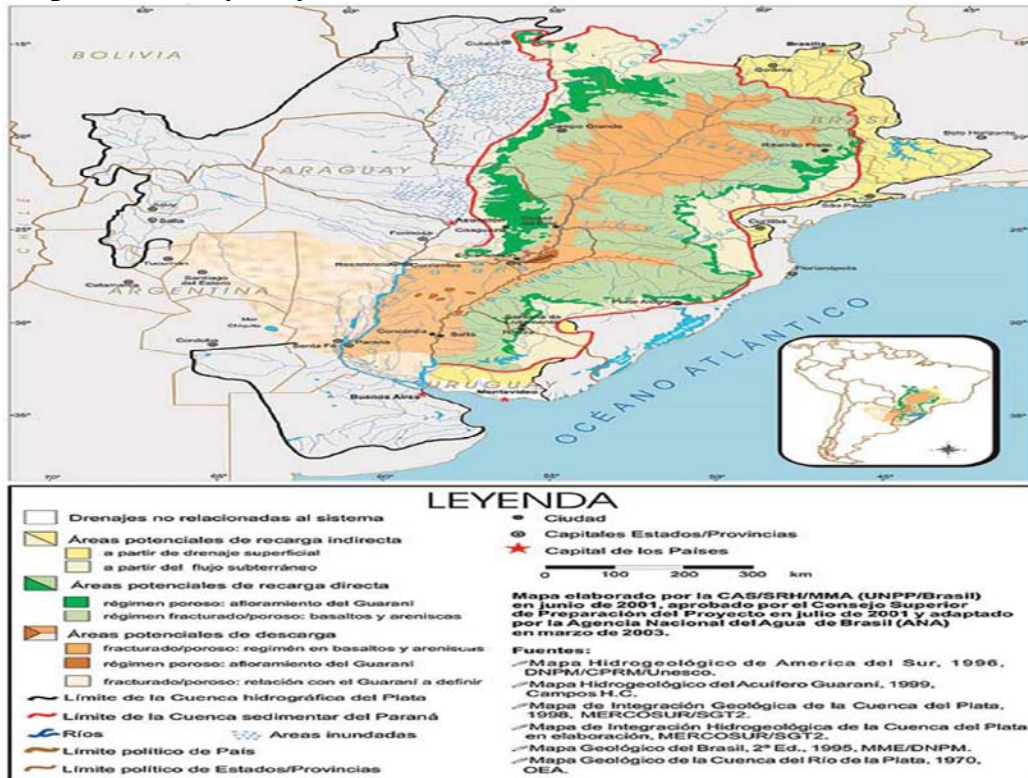 BOLIVIA
Cuiabá
Brasília
Goiânia
BRASIL
Campo Grande
Belo Horizonte
Ribeirão Preto
PARAGUAY
São Paulo
Salta
Asunción
Formosa
Curitiba
CHILE
Tucumán
Resistencia
Corrientes
Florianópolis
Santiago
del Estero
Catamarca
ARGENTINA
Porto Alegre
Mar
Chiquita
Concordia
Salto
Córdoba
Santa Fé
Paraná
URUGUAY
Buenos Aires
Montevideo
OCÉANO ATLÁNTICO
LEYENDA
Drenajes no relacionadas al sistema
Áreas potenciales de recarga indirecta
a partir de drenaje superficial
a partir del flujo subterráneo
Áreas potenciales de recarga directa
régimen poroso: afloramiento del Guaraní
régimen fracturado/poroso: basaltos y areniscas
Áreas potenciales de descarga
fracturado/poroso: regimén en basaltos y areniscas
régimen poroso: afloramiento del Guaraní
fracturado/poroso: relación con el Guaraní a definir
Límite de la Cuenca hidrográfica del Plata
Límite de la Cuenca sedimentar del Paraná
Ríos
Areas inundadas
Límite político de País
Límite político de Estados/Provincias
Ciudad
Capitales Estados/Provincias
Capital de los Países
0 100 200 300 km
Mapa elaborado por la CAS/SRH/MMA (UNPP/Brasil)
en junio de 2001, aprobado por el Consejo Superior
de Preparación del Proyecto en julio de 2001 y adaptado
por la Agencia Nacional del Agua de Brasil (ANA)
en marzo de 2003.
Fuentes:
Mapa Hidrogeológico de America del Sur, 1996,
DNPM/CPRM/Unesco.
Mapa Hidrogeológico del Acuífero Guaraní, 1999,
Campos H.C.
Mapa de Integración Geológica de la Cuenca del Plata,
1998, MERCOSUR/SGT2.
Mapa de Integración Hidrogeológica de la Cuenca del Plata
en elaboración, MERCOSUR/SGT2.
Mapa Geológico del Brasil, 2ª Ed., 1995, MME/DNPM.
Mapa Geológico de la Cuenca del Río de la Plata, 1970,
OEA.